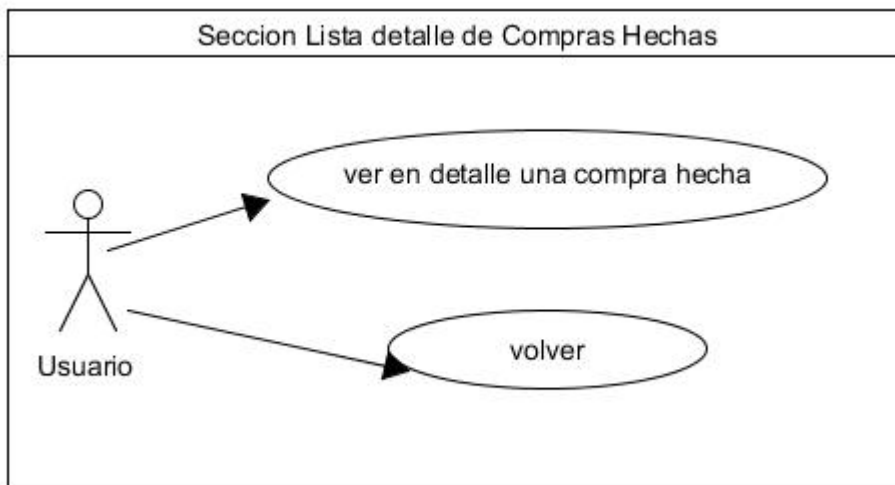 Seccion Lista detalle de Compras Hechas
ver en detalle una compra hecha
Usuario
volver